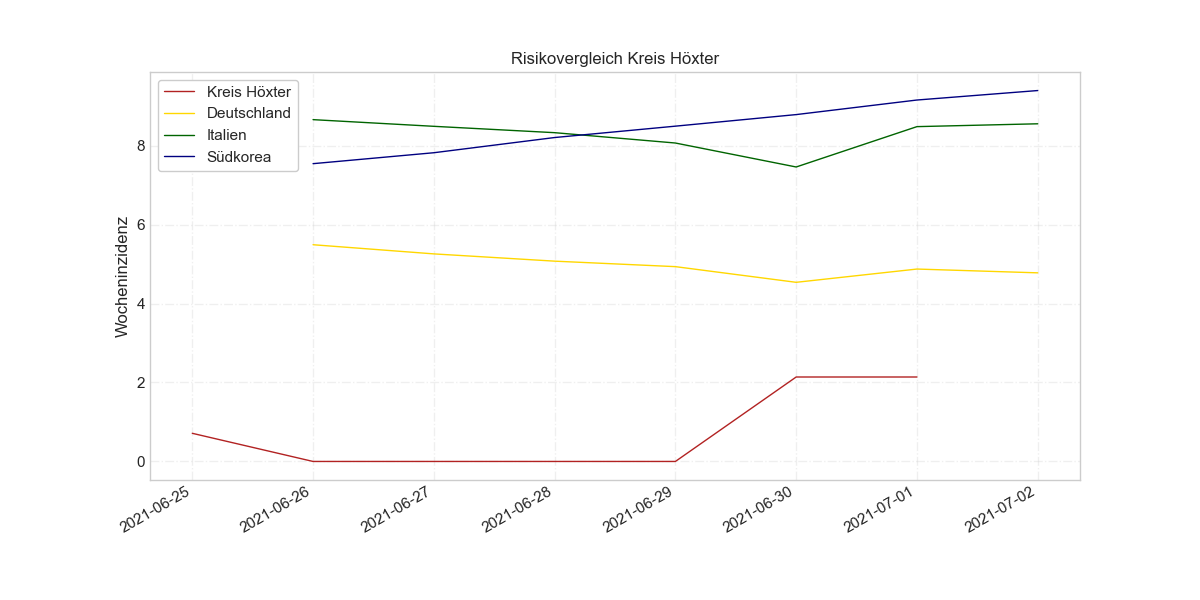 Risikovergleich Kreis Höxter
Kreis Höxter
Deutschland
Italien
Südkorea
Wocheninzidenz
8
6
4
2
0
2021-06-25
2021-06-26
2021-06-27
2021-06-28
2021-06-29
2021-06-30
2021-07-01
2021-07-02